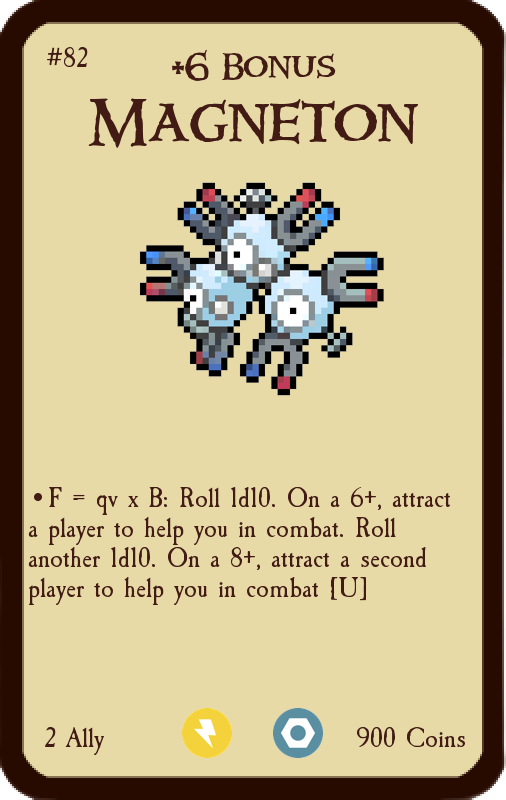 #82
+6 Bonus
Magneton
•F = qv x B: Roll 1d10. On a 6+, attract
a player to help you in combat. Roll
another 1d10. On a 8+, attract a second
player to help you in combat [U]
2 Ally
900 Coins